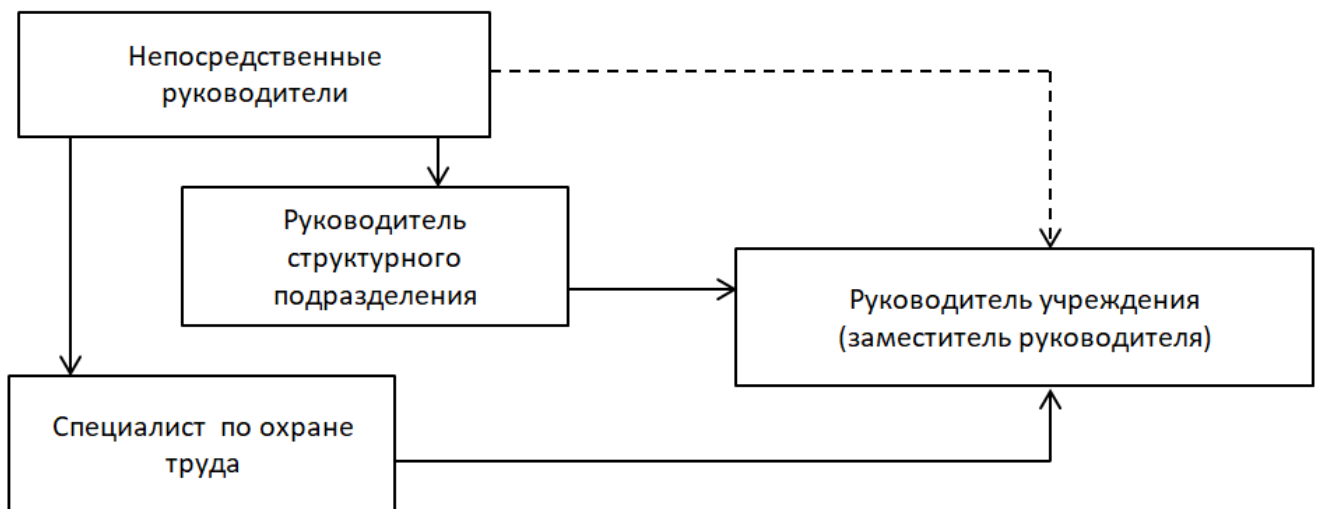 Непосредственные
руководители
Руководитель
структурного
подразделения
Руководитель учреждения
(заместитель руководителя)
Специалист  по охране
труда